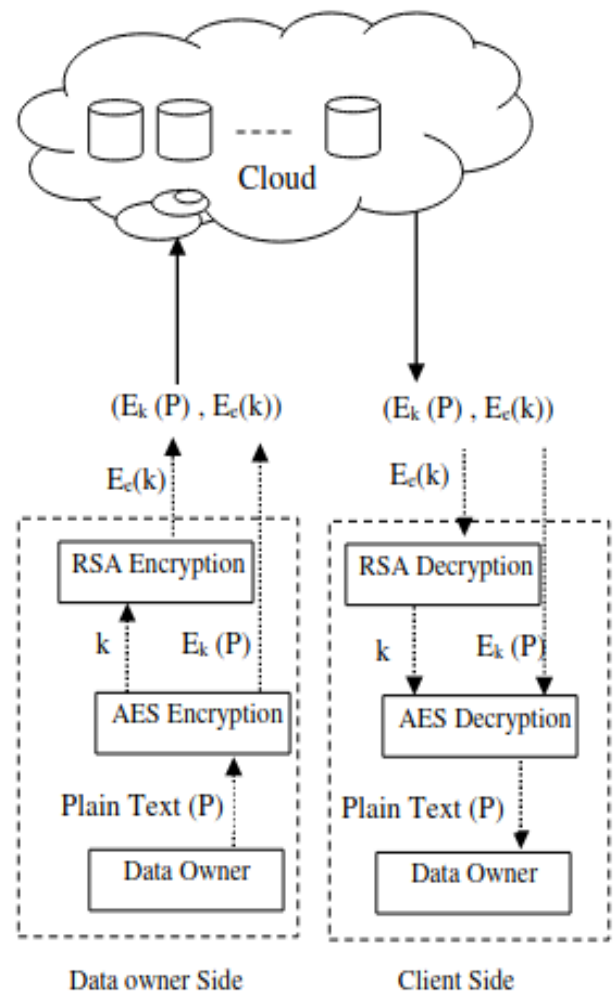 Cloud
(Eₖ (P) , Eₑ(k))
Eₑ(k)
RSA Encryption
k
Eₖ (P)
AES Encryption
Plain Text (P)
Data Owner
Data owner Side
(Eₖ (P) , Eₑ(k))
Eₑ(k)
RSA Decryption
k
Eₖ (P)
AES Decryption
Plain Text (P)
Data Owner
Client Side